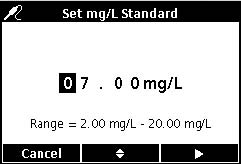 Set mg/L Standard
07.00mg/L
Range = 2.00 mg/L - 20.00 mg/L
Cancel